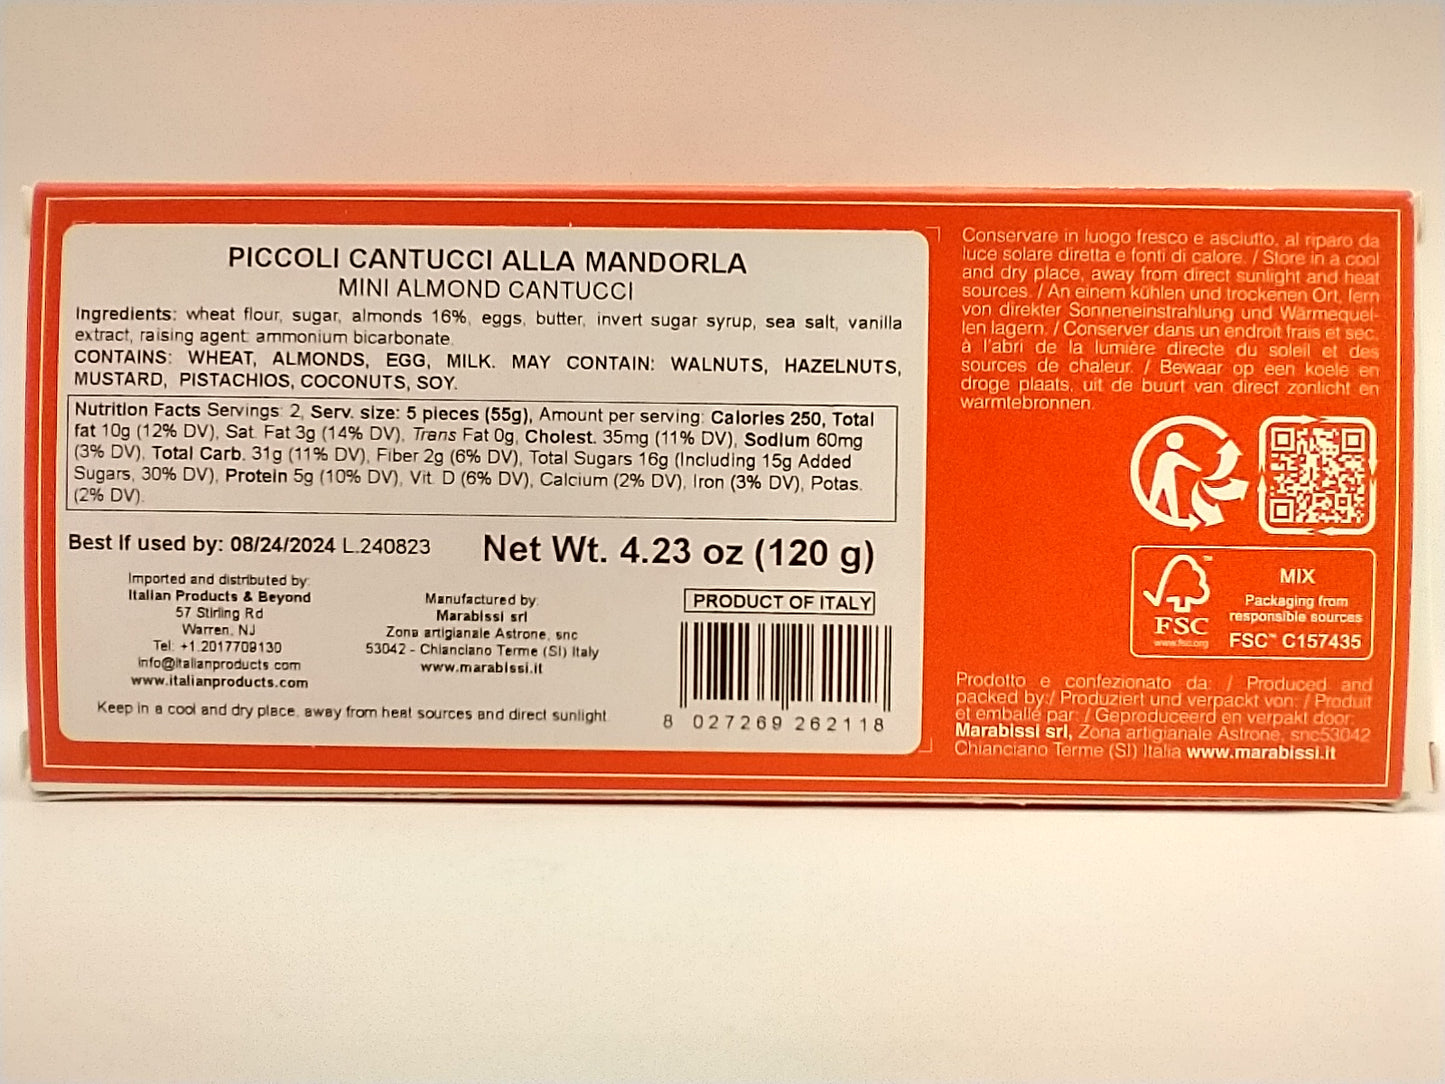 PICCOLI CANTUCCI ALLA MANDORLA
MINI ALMOND CANTUCCI
Ingredients: wheat flour, sugar, almonds 16%, eggs, butter, invert sugar syrup, sea salt, vanilla
extract, raising agent: ammonium bicarbonate.
CONTAINS: WHEAT, ALMONDS, EGG, MILK. MAY CONTAIN: WALNUTS, HAZELNUTS,
MUSTARD, PISTACHIOS, COCONUTS, SOY.
Nutrition Facts Servings: 2, Serv. size: 5 pieces (55g), Amount per serving: Calories 250, Total
fat 10g (12% DV), Sat. Fat 3g (14% DV), Trans Fat 0g, Cholest. 35mg (11% DV), Sodium 60mg
(3% DV), Total Carb. 31g (11% DV), Fiber 2g (6% DV), Total Sugars 16g (Including 15g Added
Sugars, 30% DV), Protein 5g (10% DV), Vit. D (6% DV), Calcium (2% DV), Iron (3% DV), Potas.
(2% DV).
Best if used by: 08/24/2024 L.240823
Net Wt. 4.23 oz (120 g)
Imported and distributed by:
Italian Products & Beyond
57 Stirling Rd
Warren, NJ
Tel: +1.2017709130
info@italianproducts.com
www.italianproducts.com
Manufactured by:
Marabissi srl
Zona artigianale Astrone, snc
53042 - Chianciano Terme (SI) Italy
www.marabissi.it
PRODUCT OF ITALY
8 027269 262118
Keep in a cool and dry place, away from heat sources and direct sunlight
Conservare in luogo fresco e asciutto, al riparo da
luce solare diretta e fonti di calore. / Store in a cool
and dry place, away from direct sunlight and heat
sources. / An einem kühlen und trockenen Ort, fern
von direkter Sonneneinstrahlung und Wärmequel-
len lagern. / Conserver dans un endroit frais et sec,
à l'abri de la lumière directe du soleil et des
sources de chaleur. / Bewaar op een koele en
droge plaats, uit de buurt van direct zonlicht en
warmtebronnen.
FSC
www.fsc.org
MIX
Packaging from
responsible sources
FSC™ C157435
Prodotto e confezionato da: / Produced and
packed by:/ Produziert und verpackt von: / Produit
et emballé par: / Geproduceerd en verpakt door:
Marabissi srl, Zona artigianale Astrone, snc53042
Chianciano Terme (SI) Italia www.marabissi.it